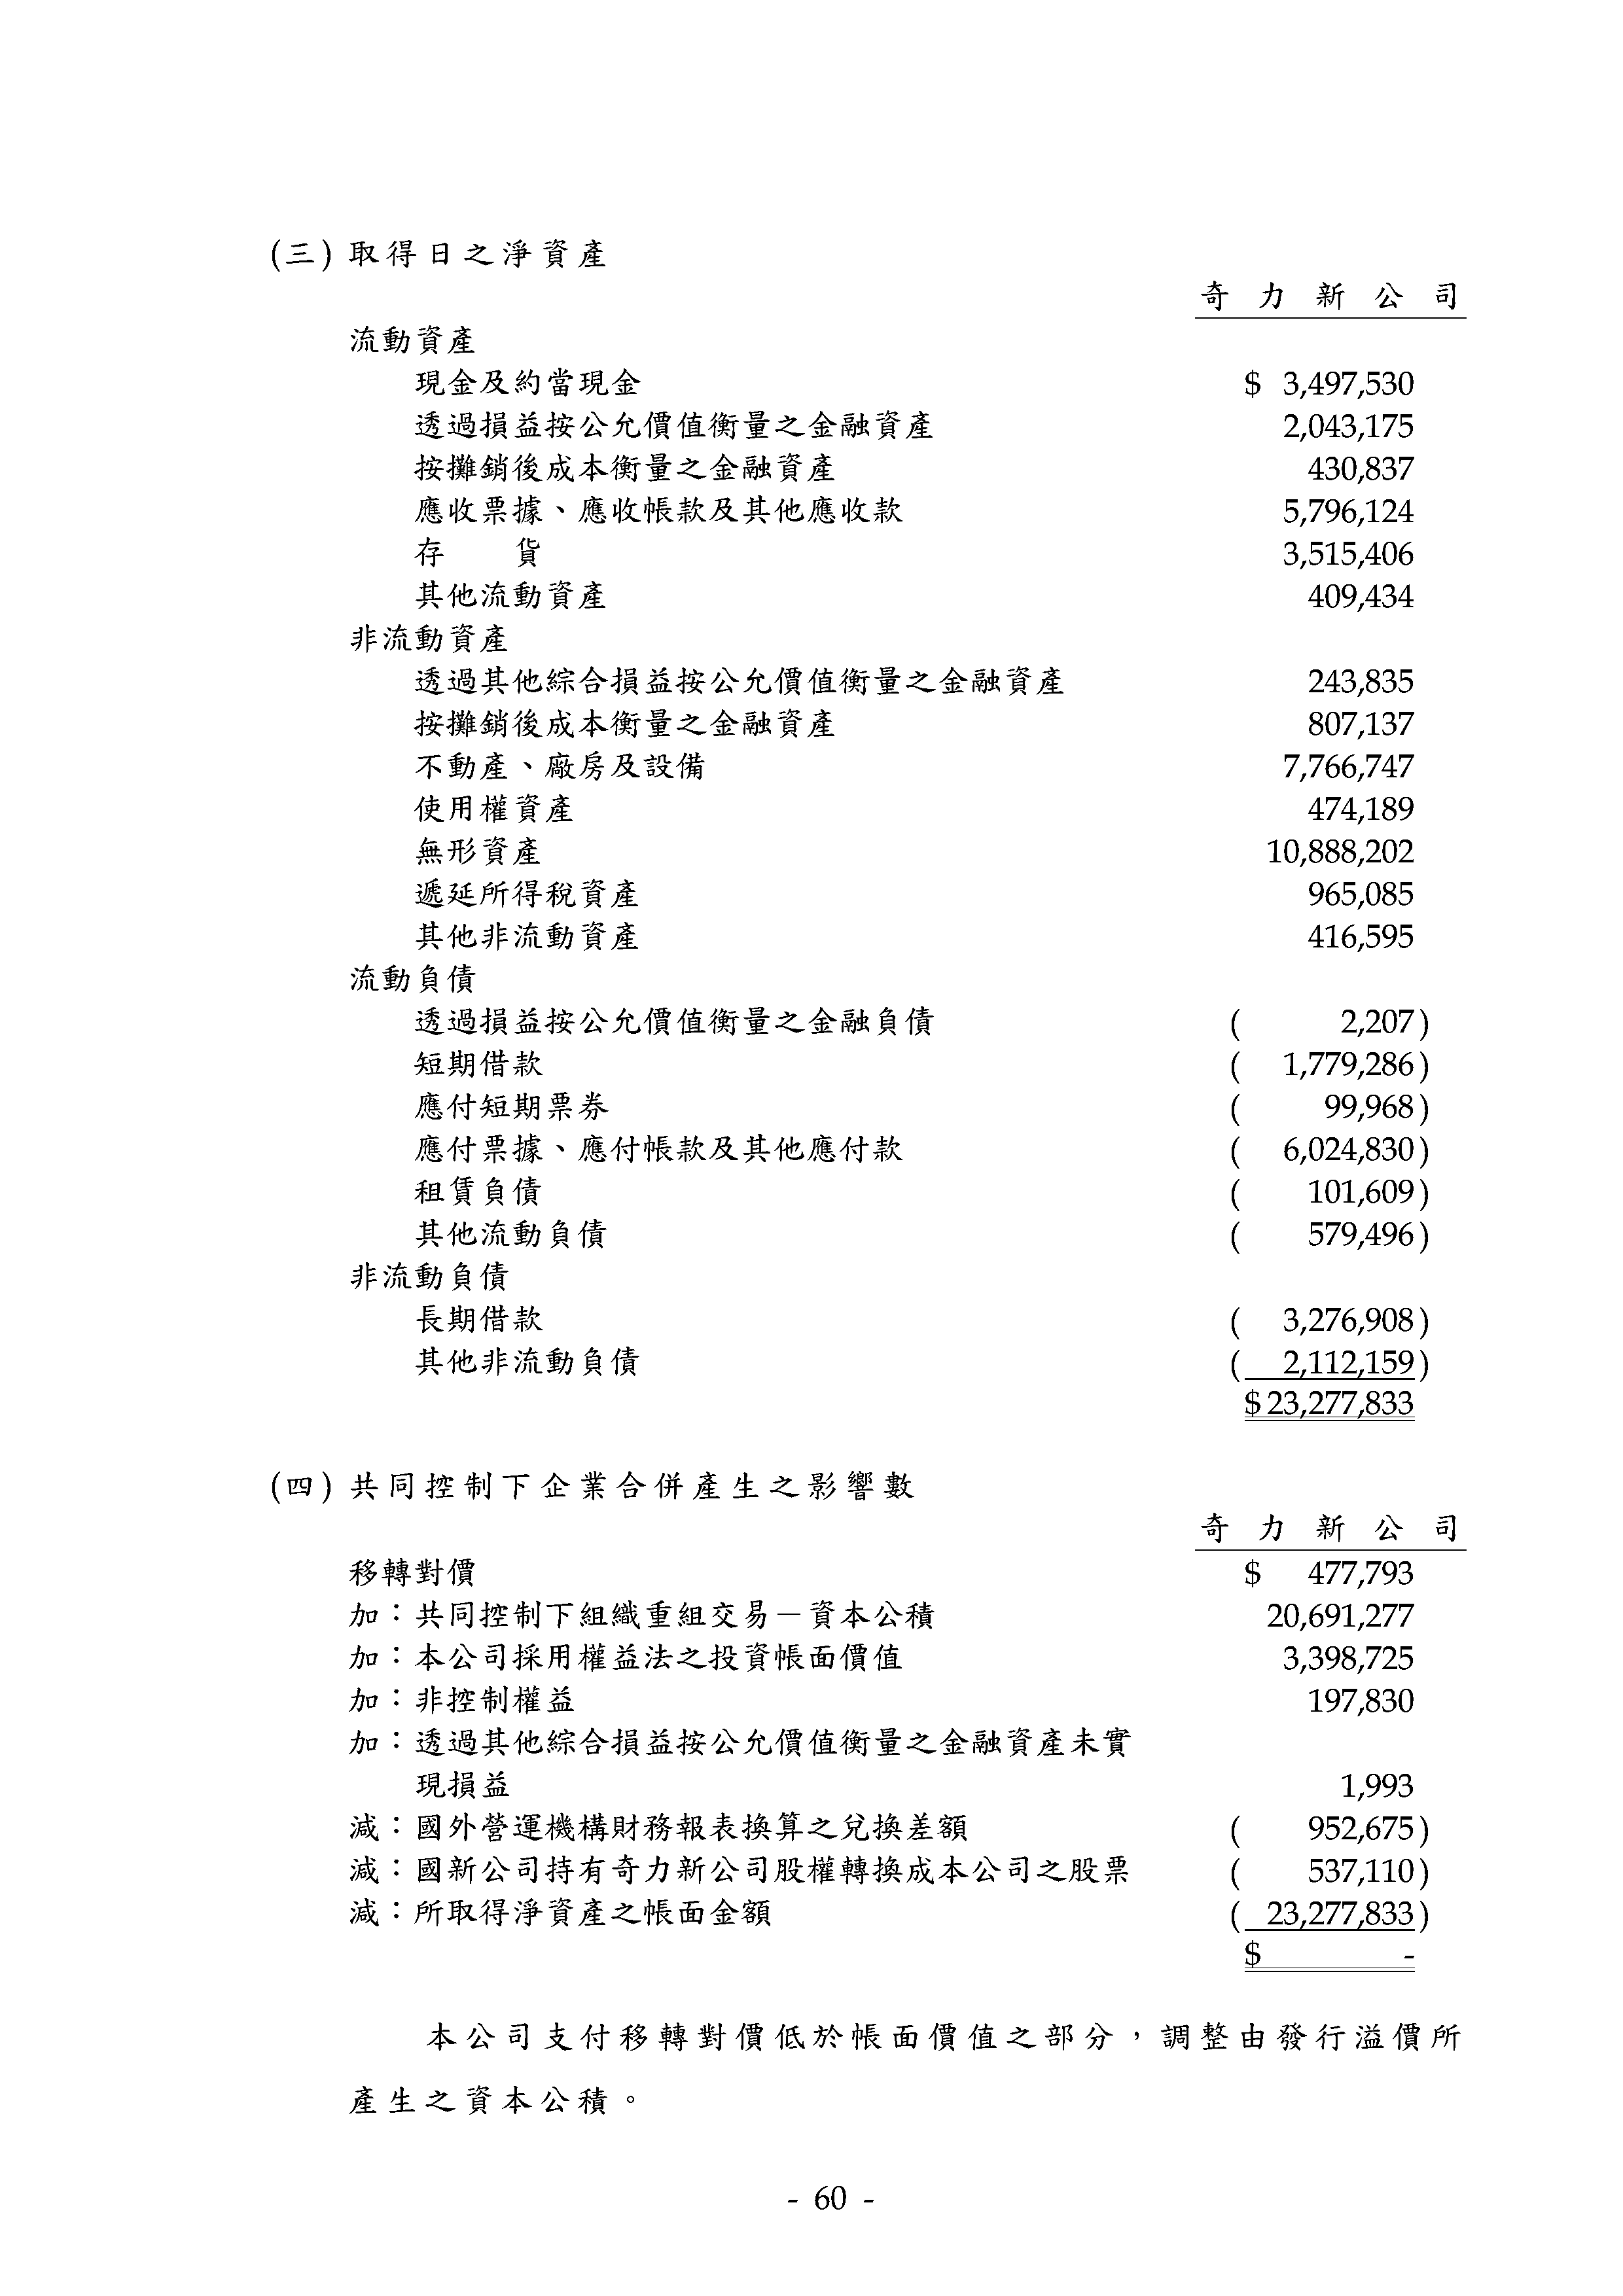 (三) 取得日之淨資產
奇力新公司
流動資產
現金及約當現金 $ 3,497,530
透過損益按公允價值衡量之金融資產 2,043,175
按攤銷後成本衡量之金融資產 430,837
應收票據、應收帳款及其他應收款 5,796,124
存　　貨 3,515,406
其他流動資產 409,434
非流動資產
透過其他綜合損益按公允價值衡量之金融資產 243,835
按攤銷後成本衡量之金融資產 807,137
不動產、廠房及設備 7,766,747
使用權資產 474,189
無形資產 10,888,202
遞延所得稅資產 965,085
其他非流動資產 416,595
流動負債
透過損益按公允價值衡量之金融負債 ( 2,207)
短期借款 ( 1,779,286)
應付短期票券 ( 99,968)
應付票據、應付帳款及其他應付款 ( 6,024,830)
租賃負債 ( 101,609)
其他流動負債 ( 579,496)
非流動負債
長期借款 ( 3,276,908)
其他非流動負債 ( 2,112,159)
$ 23,277,833
(四) 共同控制下企業合併產生之影響數
奇力新公司
移轉對價 $ 477,793
加：共同控制下組織重組交易－資本公積 20,691,277
加：本公司採用權益法之投資帳面價值 3,398,725
加：非控制權益 197,830
加：透過其他綜合損益按公允價值衡量之金融資產未實
現損益 1,993
減：國外營運機構財務報表換算之兌換差額 ( 952,675)
減：國新公司持有奇力新公司股權轉換成本公司之股票 ( 537,110)
減：所取得淨資產之帳面金額 ( 23,277,833)
$ -
本公司支付移轉對價低於帳面價值之部分，調整由發行溢價所
產生之資本公積。
- 60 -